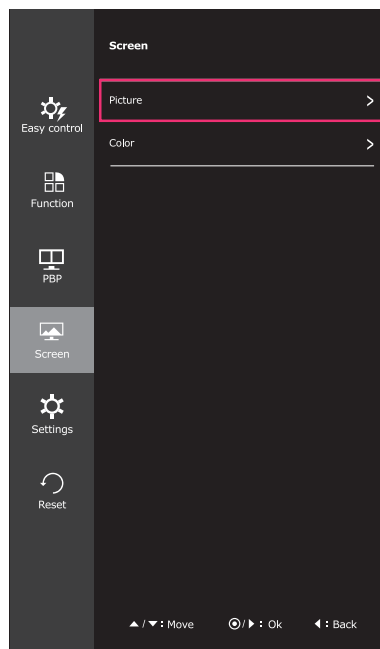 Screen
Picture
Color
Easy control
Function
PBP
Screen
Settings
Reset
▲/▼: Move ◉/▶: Ok ◀: Back